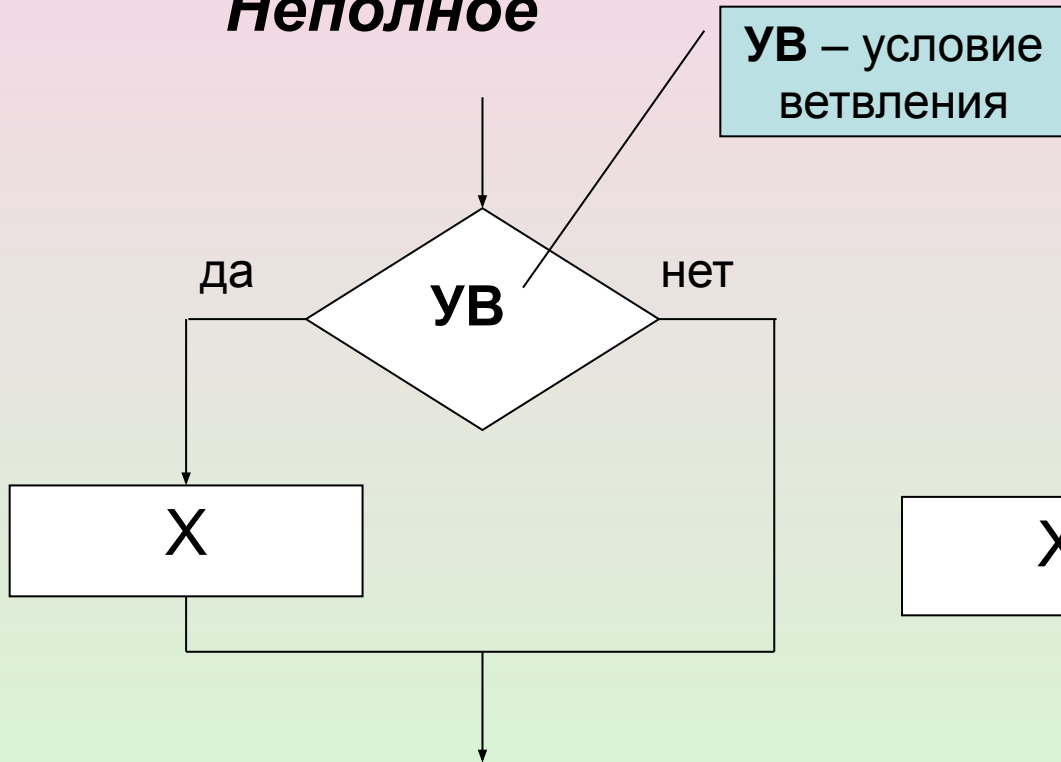 Неполное
УВ – условие
ветвления
да
нет
УВ
X
X